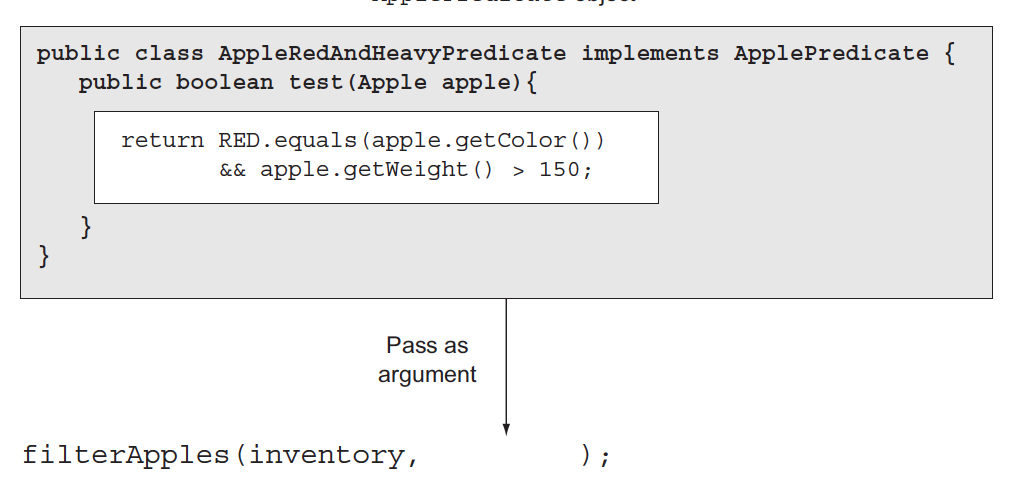 public class AppleRedAndHeavyPredicate implements ApplePredicate {
public boolean test(Apple apple){
return RED.equals(apple.getColor())
&& apple.getWeight() > 150;
}
}
Pass as
argument
filterApples(inventory,           );